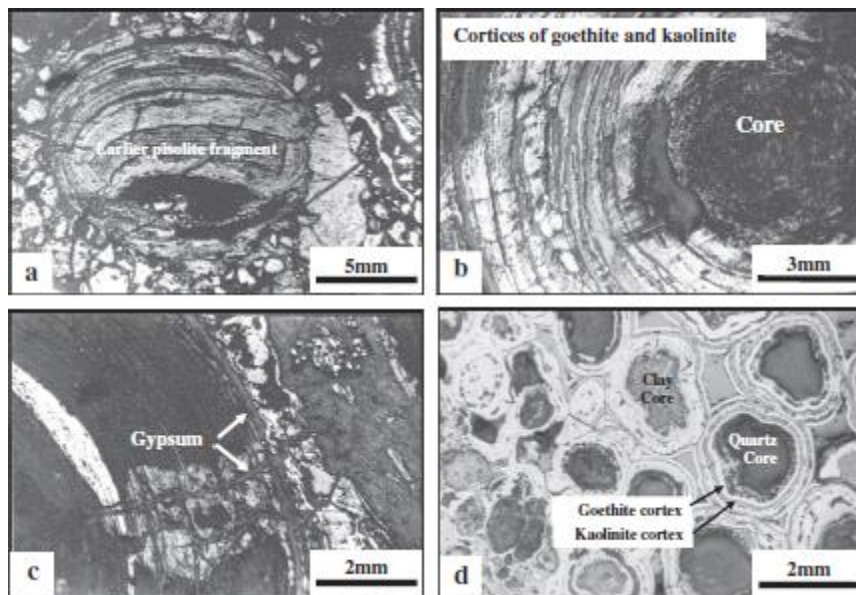 Earlier pisolite fragment
a
5mm
Cortices of goethite and kaolinite
Core
b
3mm
Gypsum
c
2mm
Clay
Core
Quartz
Core
Goethite cortex
Kaolinite cortex
d
2mm